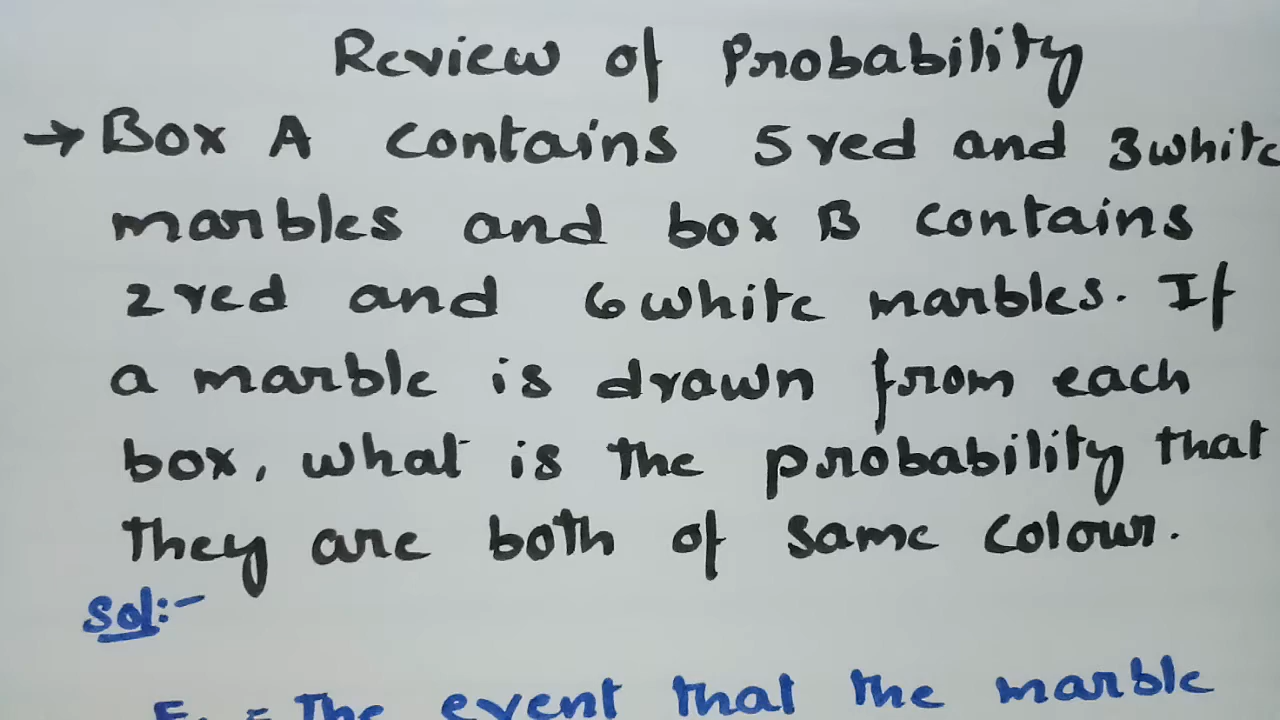 Review of Probability
→ Box A contains 5 red and 3 white
marbles and box B contains
2 red and 6 white marbles. If
a marble is drawn from each
box, what is the probability that
they are both of same colour.
Sol:-
E₁ = The event that the marble